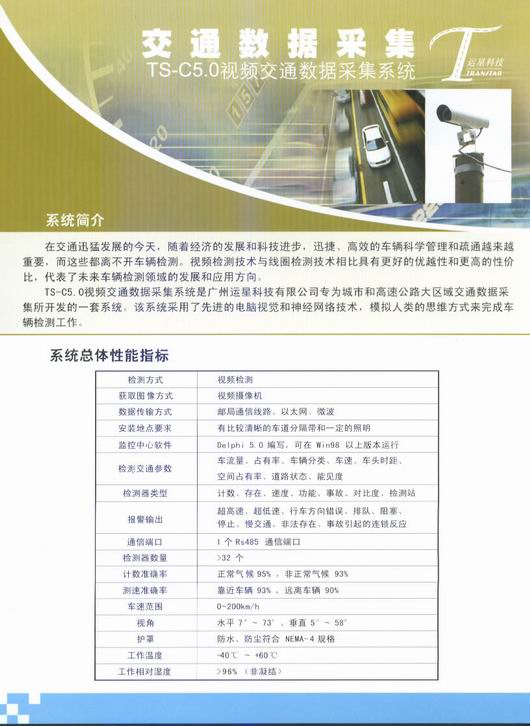 交通数据采集
TS-C5.0视频交通数据采集系统
运星科技
TRANSTAR
系统简介
在交通迅猛发展的今天，随着经济的发展和科技进步，迅捷、高效的车辆科学管理和疏通越来越
重要，而这些都离不开车辆检测。视频检测技术与线圈检测技术相比具有更好的优越性和更高的性价
比，代表了未来车辆检测领域的发展和应用方向。
TS-C5.0视频交通数据采集系统是广州运星科技有限公司专为城市和高速公路大区域交通数据采
集所开发的一套系统。该系统采用了先进的电脑视觉和神经网络技术，模拟人类的思维方式来完成车
辆检测工作。
系统总体性能指标
检测方式 视频检测
获取图像方式 视频摄像机
数据传输方式 邮局通信线路、以太网、微波
安装地点要求 有比较清晰的车道分隔带和一定的照明
监控中心软件 Delphi 5.0 编写，可在 Win98 以上版本运行
检测交通参数 车流量、占有率、车辆分类、车速、车头时距、
空间占有率、道路状态、能见度
检测器类型 计数、存在、速度、功能、事故、对比度、检测站
报警输出 超高速、超低速、行车方向错误、排队、阻塞、
停止、慢交通、非法存在、事故引起的连锁反应
通信端口 1 个 Rs485 通信端口
检测器数量 >32 个
计数准确率 正常气候 95% ，非正常气候 93%
测速准确率 靠近车辆 93% ，远离车辆 90%
车速范围 0~200km/h
视角 水平 7°~ 73°，垂直 5°~ 58°
护罩 防水、防尘符合 NEMA-4 规格
工作温度 -40℃ ~ +60℃
工作相对湿度 >96% （非凝结）